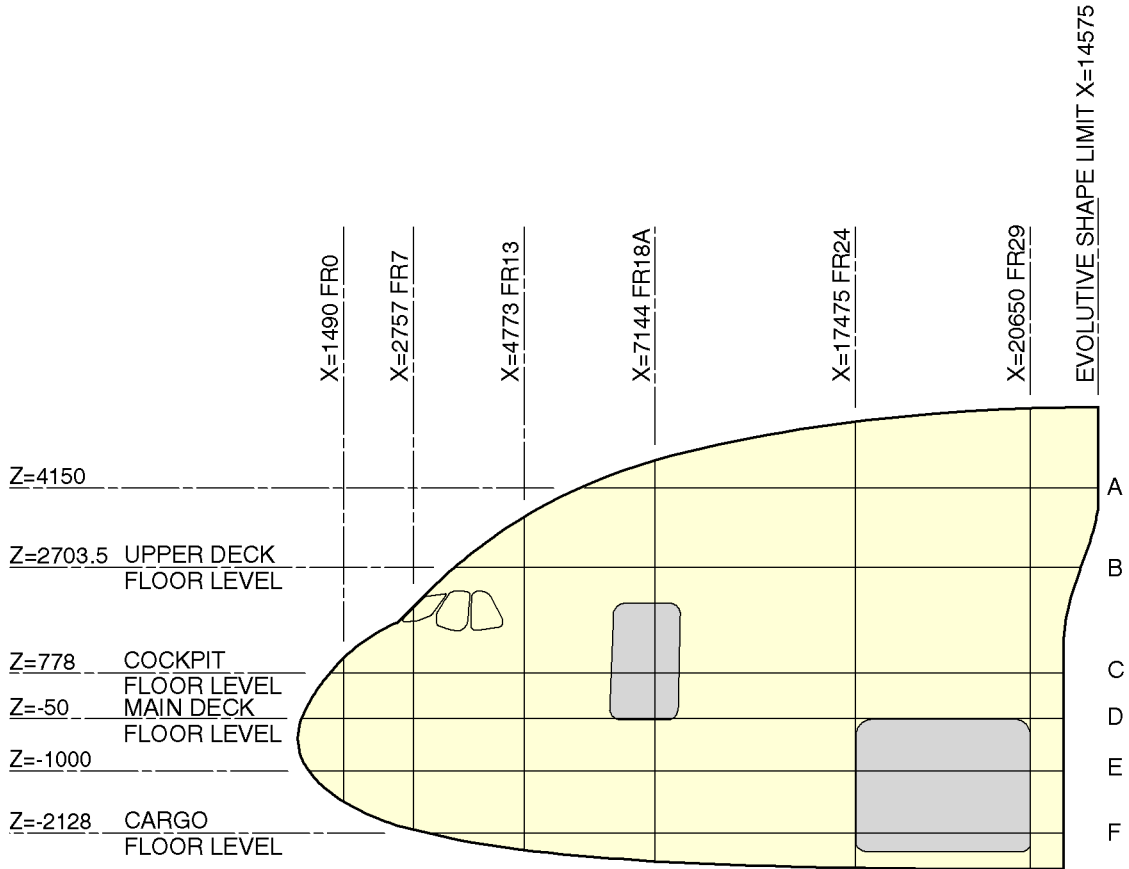 EVOLUTIVE SHAPE LIMIT X=14575
X=1490 FR0
X=2757 FR7
X=4773 FR13
X=7144 FR18A
X=17475 FR24
X=20650 FR29
Z=4150
A
Z=2703.5 UPPER DECK
FLOOR LEVEL
B
Z=778 COCKPIT
FLOOR LEVEL
C
Z=-50 MAIN DECK
FLOOR LEVEL
D
Z=-1000
E
Z=-2128 CARGO
FLOOR LEVEL
F